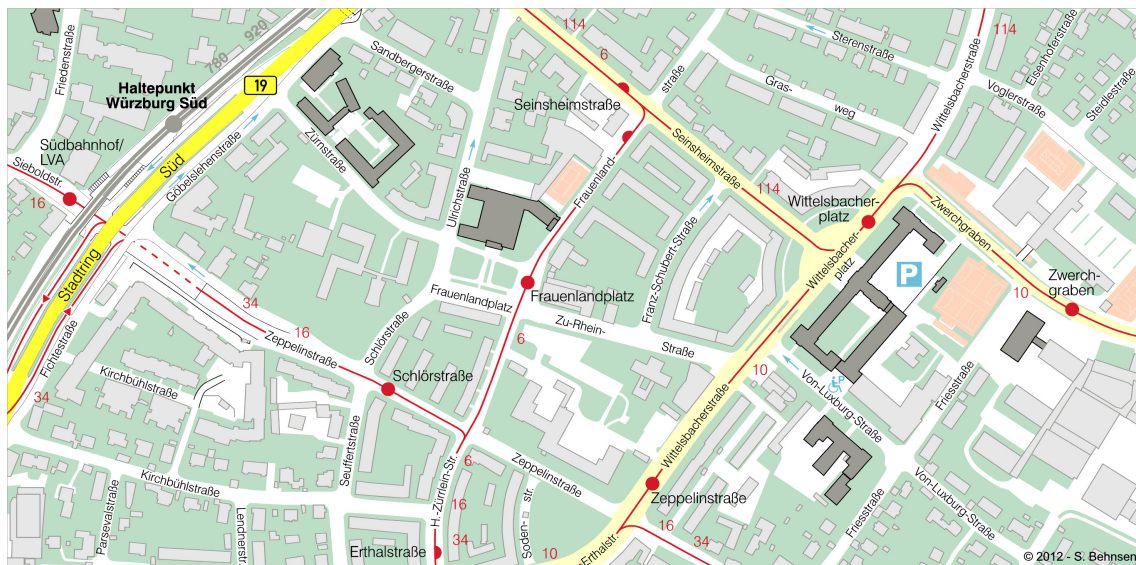 114
6
780
920
Friedenstraße
Haltepunkt
Würzburg Süd
19
Sandbergerstraße
Seinsheimstraße
straße
Gras-
weg
Sterenstraße
Wittelsbacherstraße
114
Eisenhoferstraße
Steidlestraße
Voglerstraße
Südbahnhof/
LVA
Sieboldstr.
16
Süd
Göbelslehenstraße
Zürnstraße
Ulrichstraße
Frauenland-
Seinsheimstraße
114
Wittelsbacher-
platz
Wittelsbacher-
platz
Zwerchgraben
P
Zwerch-
graben
10
Stadtring
Fichtestraße
34
16
Zeppelinstraße
Frauenlandplatz
Frauenlandplatz
Schlörstraße
Schlörstraße
6
Franz-Schubert-Straße
Zu-Rhein-
Straße
10
Von-Luxburg-Straße
P
Friesstraße
Kirchbühlstraße
34
Kirchbühlstraße
Seuffertstraße
Parsevalstraße
Lendnerstr.
H.-Zürrlein-Str.
6
16
34
Erthalstraße
Zeppelinstraße
Soden-
str.
10
Wittelsbacherstraße
Zeppelinstraße
Erthalstr.
16
34
Friesstraße
Von-Luxburg-Straße
© 2012 - S. Behnsen